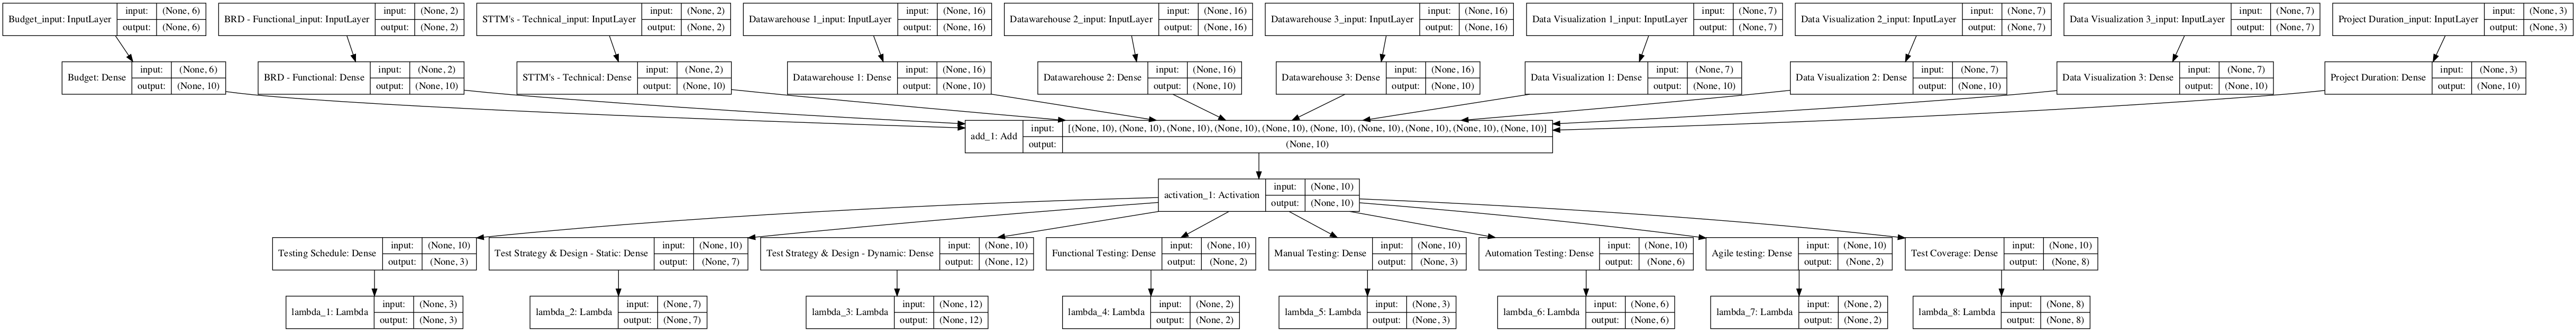 Budget_input: InputLayer input: (None, 6) output: (None, 6)
BRD - Functional_input: InputLayer input: (None, 2) output: (None, 2)
STTM's - Technical_input: InputLayer input: (None, 2) output: (None, 2)
Datawarehouse 1_input: InputLayer input: (None, 16) output: (None, 16)
Datawarehouse 2_input: InputLayer input: (None, 16) output: (None, 16)
Datawarehouse 3_input: InputLayer input: (None, 16) output: (None, 16)
Data Visualization 1_input: InputLayer input: (None, 7) output: (None, 7)
Data Visualization 2_input: InputLayer input: (None, 7) output: (None, 7)
Data Visualization 3_input: InputLayer input: (None, 7) output: (None, 7)
Project Duration_input: InputLayer input: (None, 3) output: (None, 3)
Budget: Dense input: (None, 6) output: (None, 10)
BRD - Functional: Dense input: (None, 2) output: (None, 10)
STTM's - Technical: Dense input: (None, 2) output: (None, 10)
Datawarehouse 1: Dense input: (None, 16) output: (None, 10)
Datawarehouse 2: Dense input: (None, 16) output: (None, 10)
Datawarehouse 3: Dense input: (None, 16) output: (None, 10)
Data Visualization 1: Dense input: (None, 7) output: (None, 10)
Data Visualization 2: Dense input: (None, 7) output: (None, 10)
Data Visualization 3: Dense input: (None, 7) output: (None, 10)
Project Duration: Dense input: (None, 3) output: (None, 10)
add_1: Add input: [(None, 10), (None, 10), (None, 10), (None, 10), (None, 10), (None, 10), (None, 10), (None, 10), (None, 10), (None, 10)] output: (None, 10)
activation_1: Activation input: (None, 10) output: (None, 10)
Testing Schedule: Dense input: (None, 10) output: (None, 3)
Test Strategy & Design - Static: Dense input: (None, 10) output: (None, 7)
Test Strategy & Design - Dynamic: Dense input: (None, 10) output: (None, 12)
Functional Testing: Dense input: (None, 10) output: (None, 2)
Manual Testing: Dense input: (None, 10) output: (None, 3)
Automation Testing: Dense input: (None, 10) output: (None, 6)
Agile testing: Dense input: (None, 10) output: (None, 2)
Test Coverage: Dense input: (None, 10) output: (None, 8)
lambda_1: Lambda input: (None, 3) output: (None, 3)
lambda_2: Lambda input: (None, 7) output: (None, 7)
lambda_3: Lambda input: (None, 12) output: (None, 12)
lambda_4: Lambda input: (None, 2) output: (None, 2)
lambda_5: Lambda input: (None, 3) output: (None, 3)
lambda_6: Lambda input: (None, 6) output: (None, 6)
lambda_7: Lambda input: (None, 2) output: (None, 2)
lambda_8: Lambda input: (None, 8) output: (None, 8)